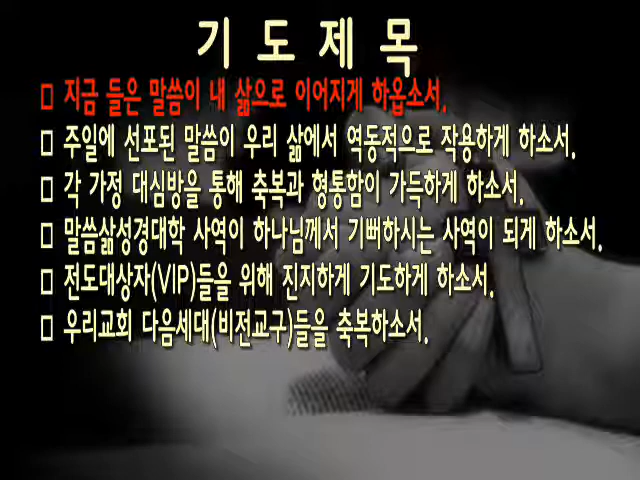 기 도 제 목
□ 지금 들은 말씀이 내 삶으로 이어지게 하옵소서.
□ 주일에 선포된 말씀이 우리 삶에서 역동적으로 작용하게 하소서.
□ 각 가정 대심방을 통해 축복과 형통함이 가득하게 하소서.
□ 말씀삶성경대학 사역이 하나님께서 기뻐하시는 사역이 되게 하소서.
□ 전도대상자(VIP)들을 위해 진지하게 기도하게 하소서.
□ 우리교회 다음세대(비전교구)들을 축복하소서.